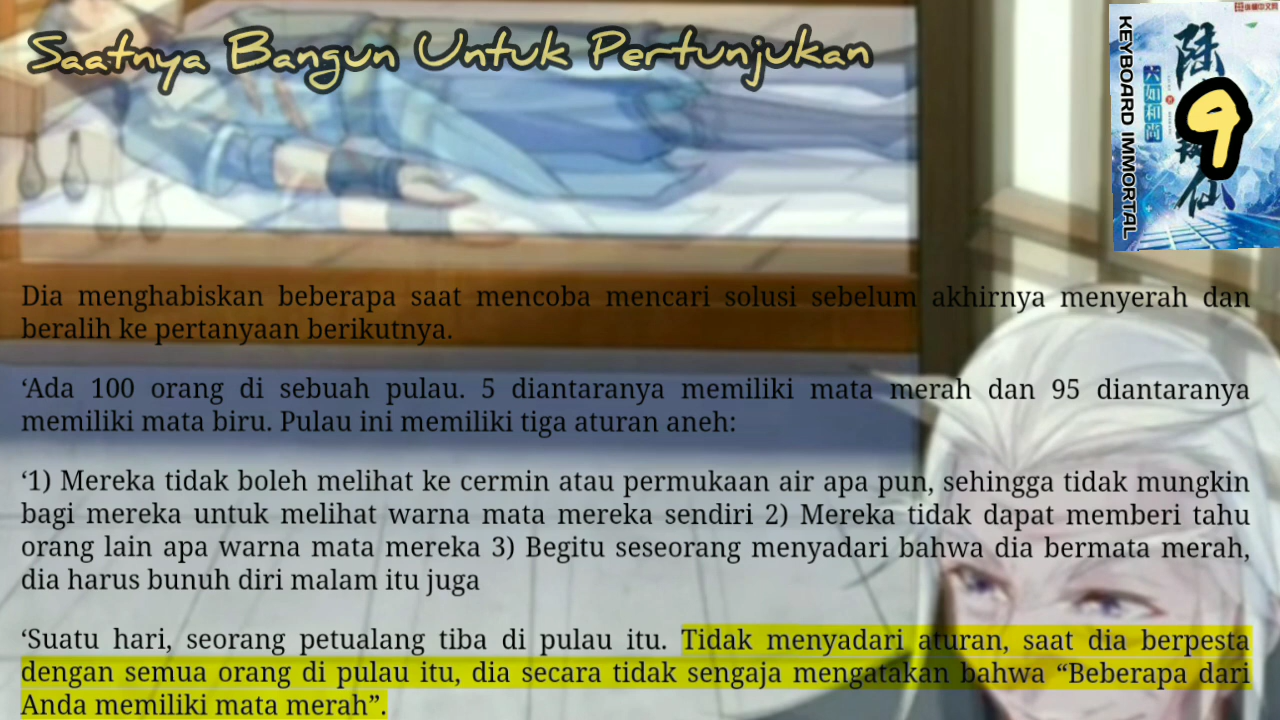 Saatnya Bangun Untuk Pertunjukan
KEYBOARD IMMORTAL
陆
六如和尚
9
仙
Dia menghabiskan beberapa saat mencoba mencari solusi sebelum akhirnya menyerah dan
beralih ke pertanyaan berikutnya.
‘Ada 100 orang di sebuah pulau. 5 diantaranya memiliki mata merah dan 95 diantaranya
memiliki mata biru. Pulau ini memiliki tiga aturan aneh:
‘1) Mereka tidak boleh melihat ke cermin atau permukaan air apa pun, sehingga tidak mungkin
bagi mereka untuk melihat warna mata mereka sendiri 2) Mereka tidak dapat memberi tahu
orang lain apa warna mata mereka 3) Begitu seseorang menyadari bahwa dia bermata merah,
dia harus bunuh diri malam itu juga
‘Suatu hari, seorang petualang tiba di pulau itu. Tidak menyadari aturan, saat dia berpesta
dengan semua orang di pulau itu, dia secara tidak sengaja mengatakan bahwa “Beberapa dari
Anda memiliki mata merah”.